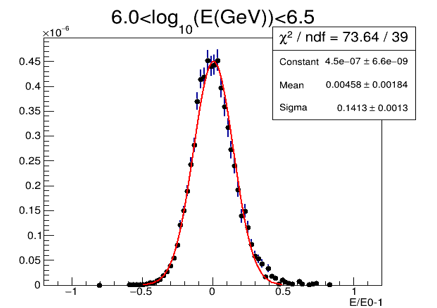 6.0<log10(E(GeV))<6.5
×10^-6
χ² / ndf = 73.64 / 39
Constant 4.5e-07 ± 6.6e-09
Mean 0.00458 ± 0.00184
Sigma 0.1413 ± 0.0013
0.45
0.4
0.35
0.3
0.25
0.2
0.15
0.1
0.05
0
−1 −0.5 0 0.5 1
E/E0-1